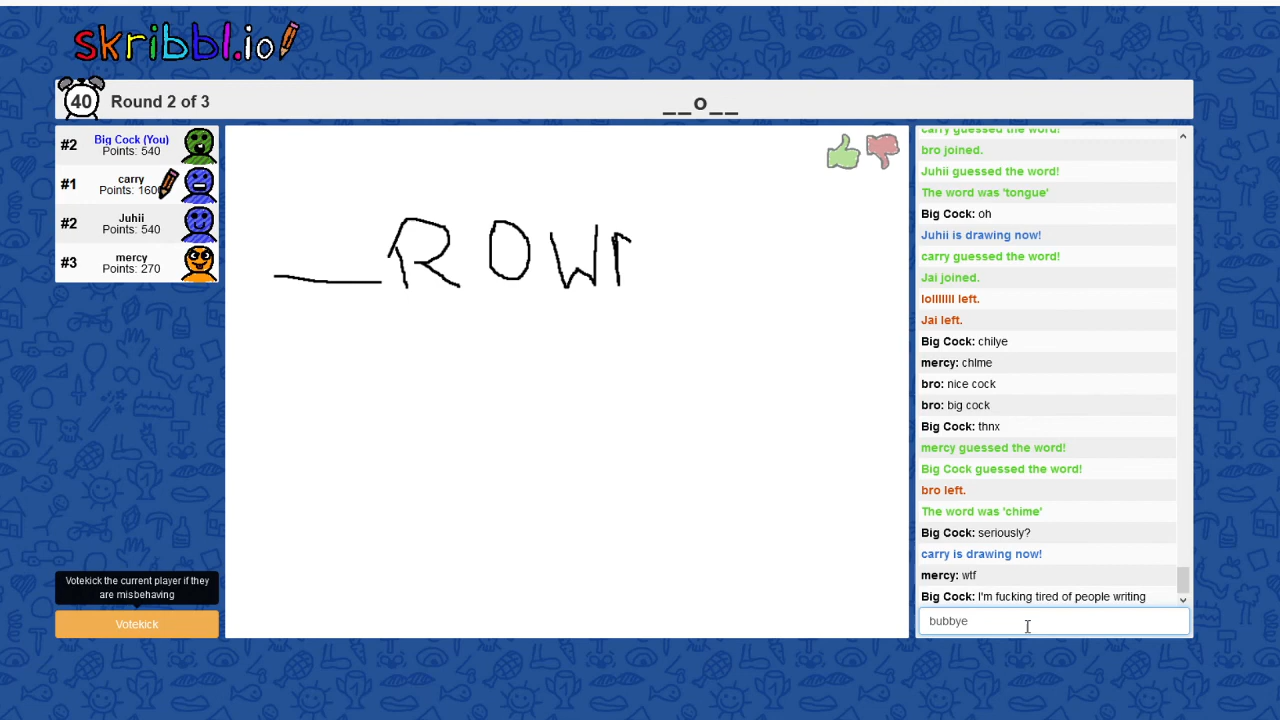 skribbl.io
40 Round 2 of 3
__o__
#2 Big Cock (You)
Points: 540
#1 carry
Points: 1600
#2 Juhii
Points: 540
#3 mercy
Points: 270
Votekick the current player if they
are misbehaving
Votekick
_ROW
carry guessed the word!
bro joined.
Juhii guessed the word!
The word was 'tongue'
Big Cock: oh
Juhii is drawing now!
carry guessed the word!
Jai joined.
lolllllll left.
Jai left.
Big Cock: chilye
mercy: chlme
bro: nice cock
bro: big cock
Big Cock: thnx
mercy guessed the word!
Big Cock guessed the word!
bro left.
The word was 'chime'
Big Cock: seriously?
carry is drawing now!
mercy: wtf
Big Cock: I'm fucking tired of people writing
bubbye